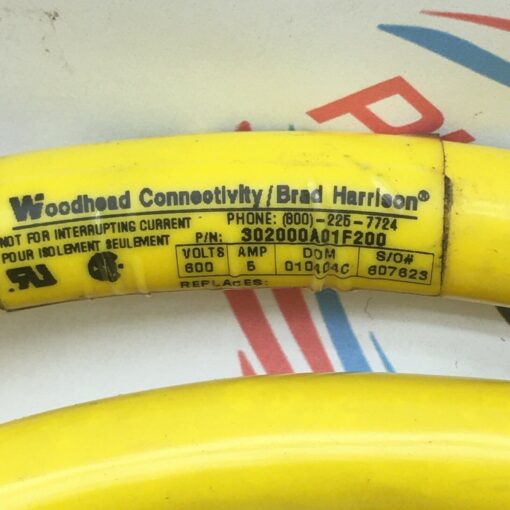 Woodhead Connectivity/Brad Harrison®
NOT FOR INTERRUPTING CURRENT PHONE: (800)-225-7724
POUR ISOLEMENT SEULEMENT P/N: 302000A01F200
VOLTS AMP DOM S/O#
600 5 010404C 607623
REPLACES: